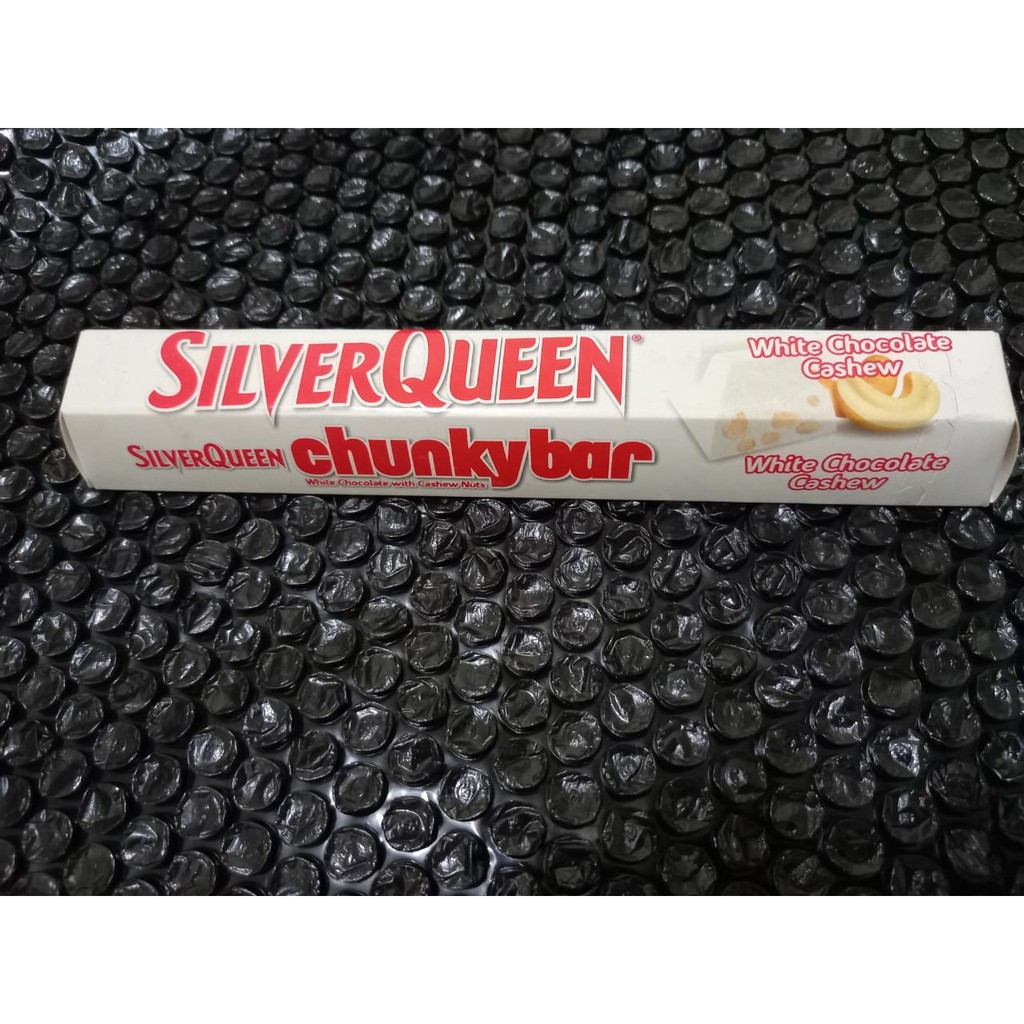 SILVERQUEEN®
White Chocolate
Cashew
SILVERQUEEN chunkybar
White Chocolate with Cashew Nuts
White Chocolate
Cashew